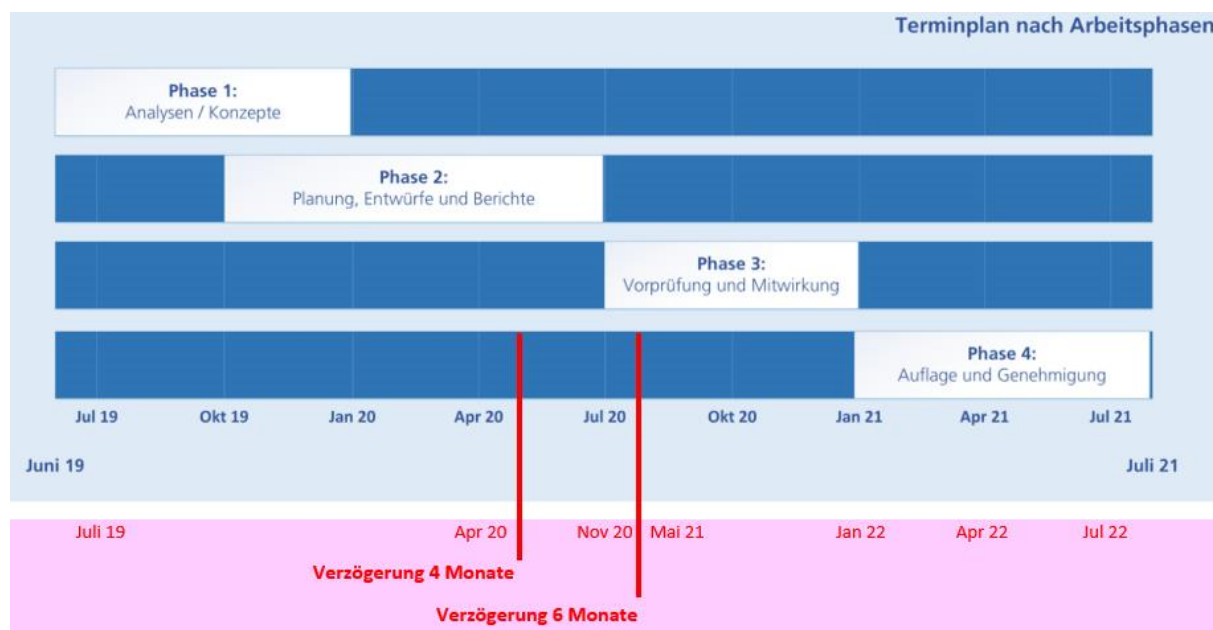 Terminplan nach Arbeitsphasen
Phase 1:
Analysen / Konzepte
Phase 2:
Planung, Entwürfe und Berichte
Phase 3:
Vorprüfung und Mitwirkung
Phase 4:
Auflage und Genehmigung
Jul 19 Okt 19 Jan 20 Apr 20 Jul 20 Okt 20 Jan 21 Apr 21 Jul 21
Juni 19 Juli 21
Juli 19 Apr 20 Nov 20 Mai 21 Jan 22 Apr 22 Jul 22
Verzögerung 4 Monate
Verzögerung 6 Monate